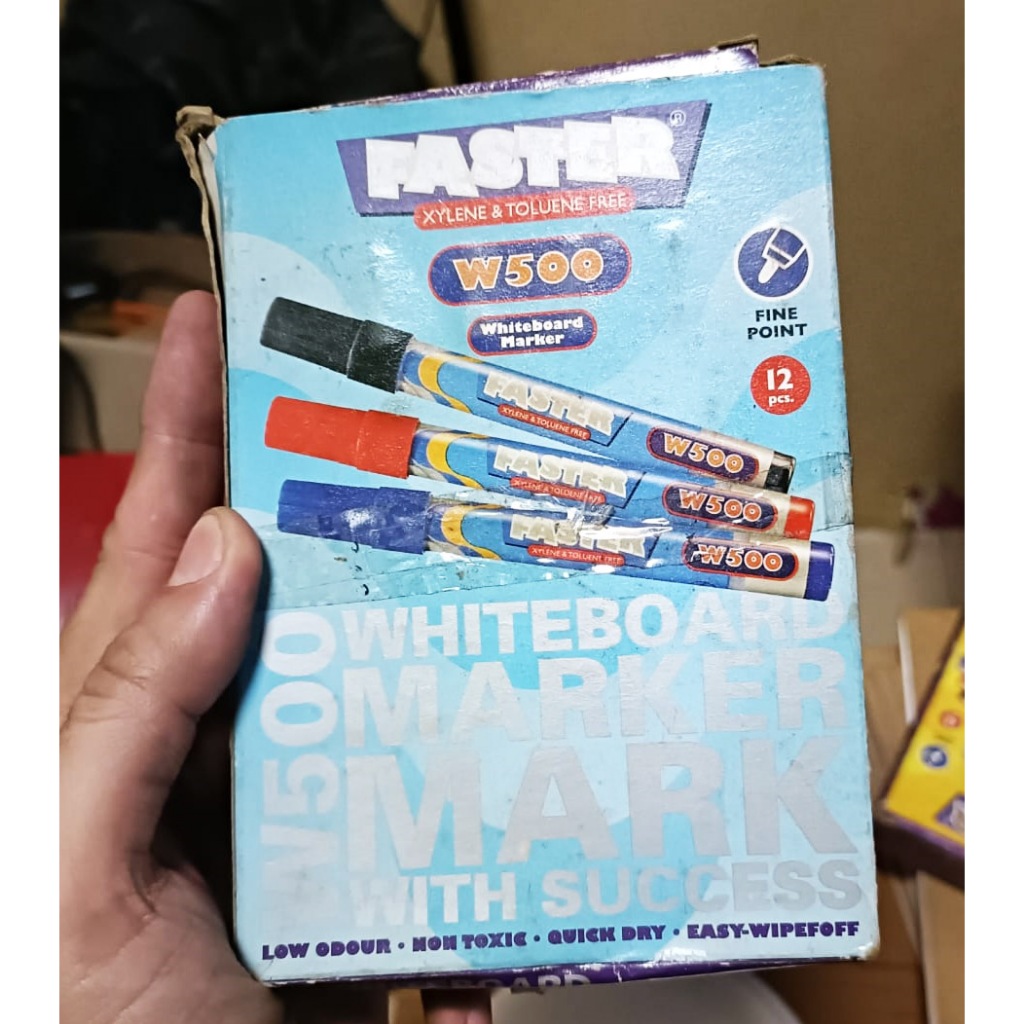 FASTER®
XYLENE & TOLUENE FREE
W500
Whiteboard
Marker
FINE
POINT
12
pcs.
FASTER
XYLENE & TOLUENE FREE
W500
FASTER
XYLENE & TOLUENE FREE
W500
FASTER
XYLENE & TOLUENE FREE
W500
W500
WHITEBOARD
MARKER
MARK
WITH SUCCESS
LOW ODOUR • NON TOXIC • QUICK DRY • EASY-WIPEFOFF